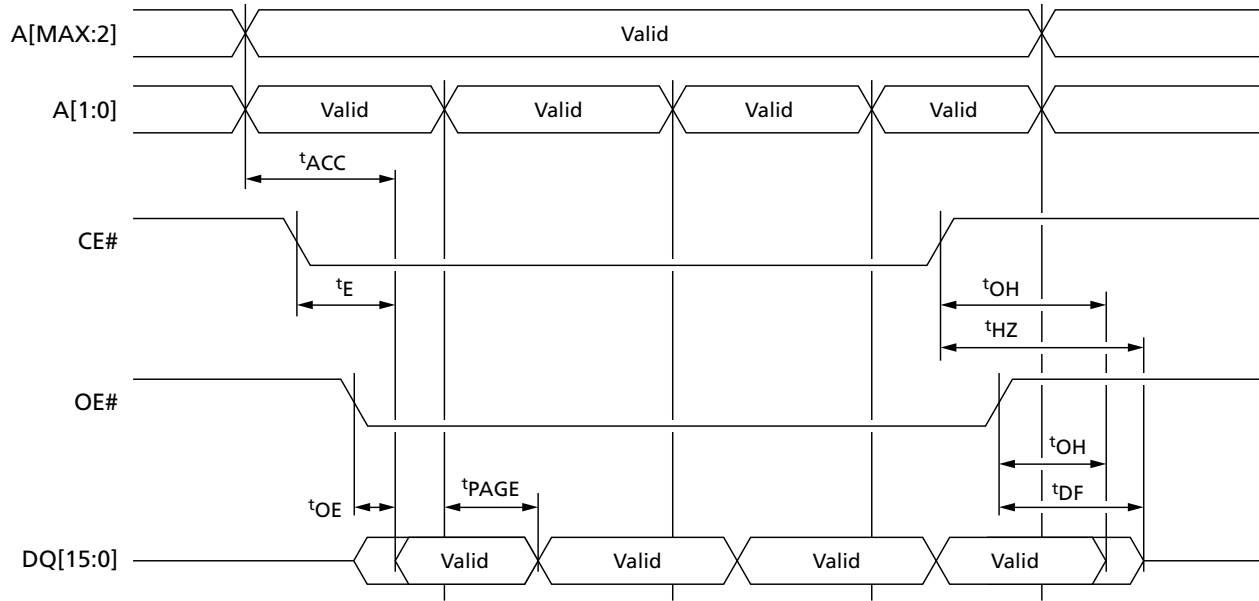 A[MAX:2] Valid
A[1:0] Valid Valid Valid Valid
tACC
CE#
tE tOH
tHZ
OE#
tOH
tPAGE
tOE tDF
DQ[15:0] Valid Valid Valid Valid